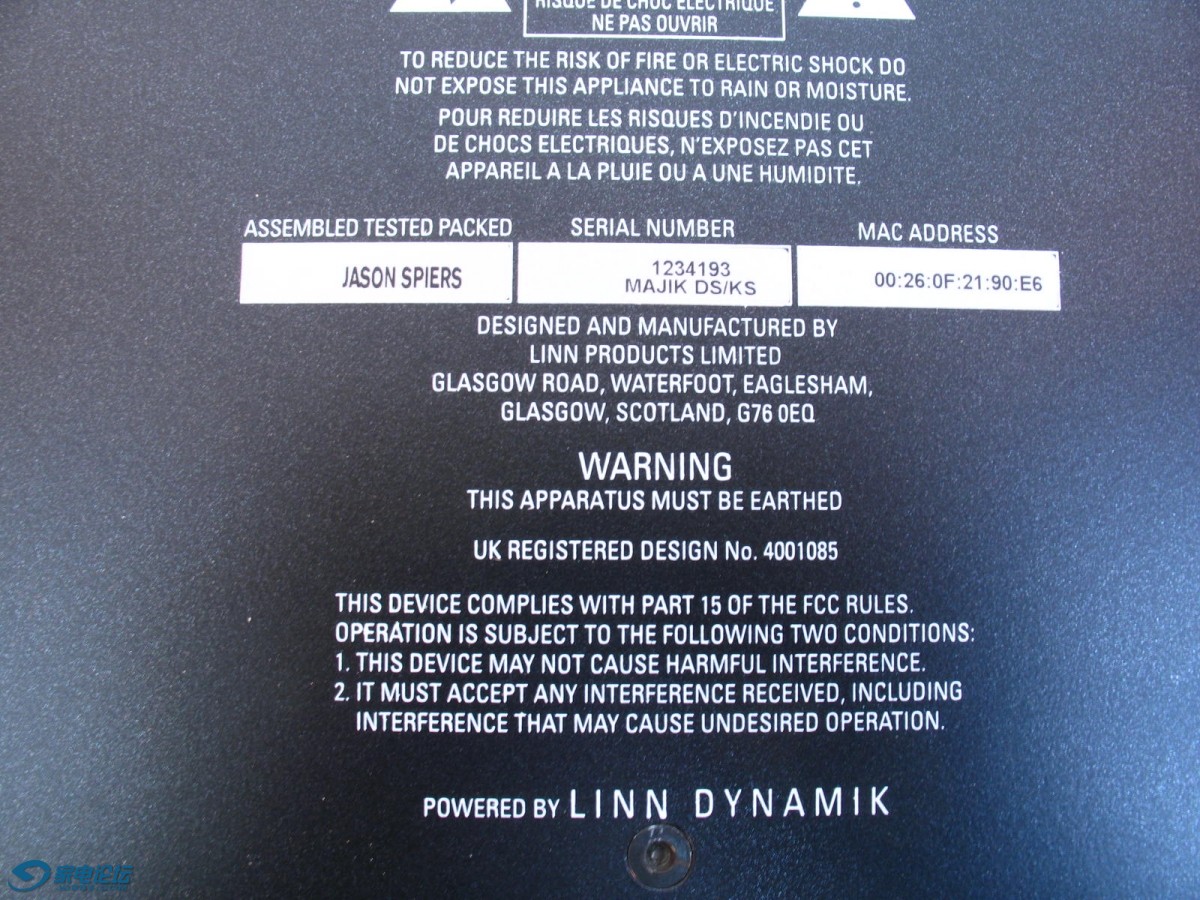 RISQUE DE CHOC ELECTRIQUE
NE PAS OUVRIR
TO REDUCE THE RISK OF FIRE OR ELECTRIC SHOCK DO
NOT EXPOSE THIS APPLIANCE TO RAIN OR MOISTURE.
POUR REDUIRE LES RISQUES D'INCENDIE OU
DE CHOCS ELECTRIQUES, N'EXPOSEZ PAS CET
APPAREIL A LA PLUIE OU A UNE HUMIDITE.
ASSEMBLED TESTED PACKED SERIAL NUMBER MAC ADDRESS
JASON SPIERS 1234193 MAJIK DS/KS 00:26:0F:21:90:E6
DESIGNED AND MANUFACTURED BY
LINN PRODUCTS LIMITED
GLASGOW ROAD, WATERFOOT, EAGLESHAM,
GLASGOW, SCOTLAND, G76 0EQ
WARNING
THIS APPARATUS MUST BE EARTHED
UK REGISTERED DESIGN No. 4001085
THIS DEVICE COMPLIES WITH PART 15 OF THE FCC RULES.
OPERATION IS SUBJECT TO THE FOLLOWING TWO CONDITIONS:
1. THIS DEVICE MAY NOT CAUSE HARMFUL INTERFERENCE.
2. IT MUST ACCEPT ANY INTERFERENCE RECEIVED, INCLUDING
INTERFERENCE THAT MAY CAUSE UNDESIRED OPERATION.
POWERED BY LINN DYNAMIK
家电论坛